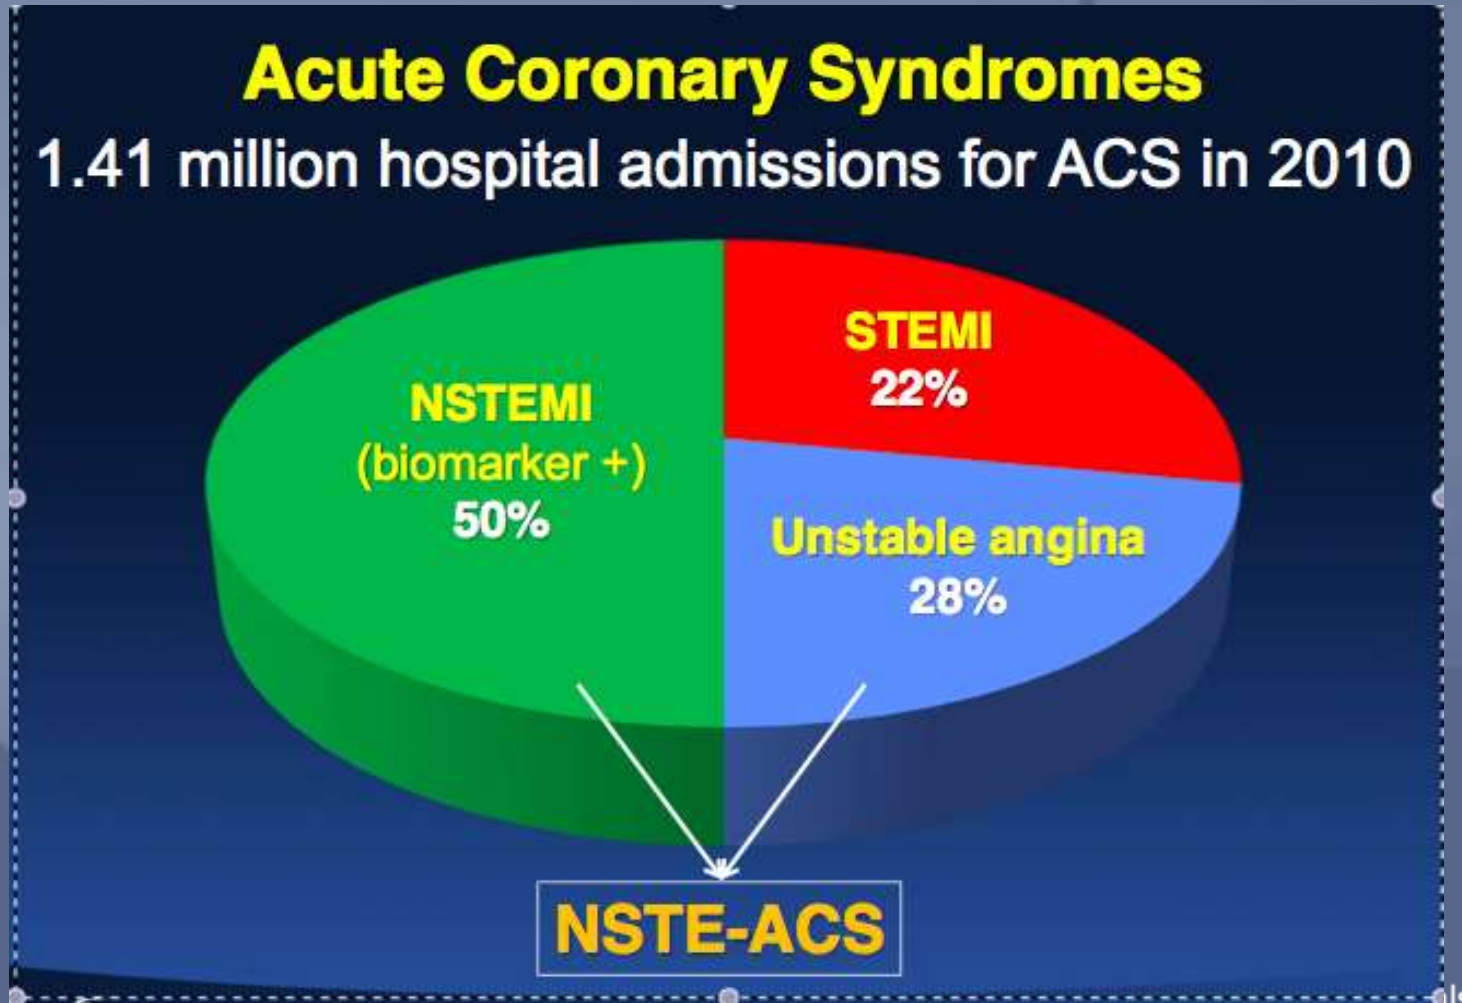 Acute Coronary Syndromes
1.41 million hospital admissions for ACS in 2010
STEMI
22%
NSTEMI
(biomarker +)
50%
Unstable angina
28%
NSTE-ACS